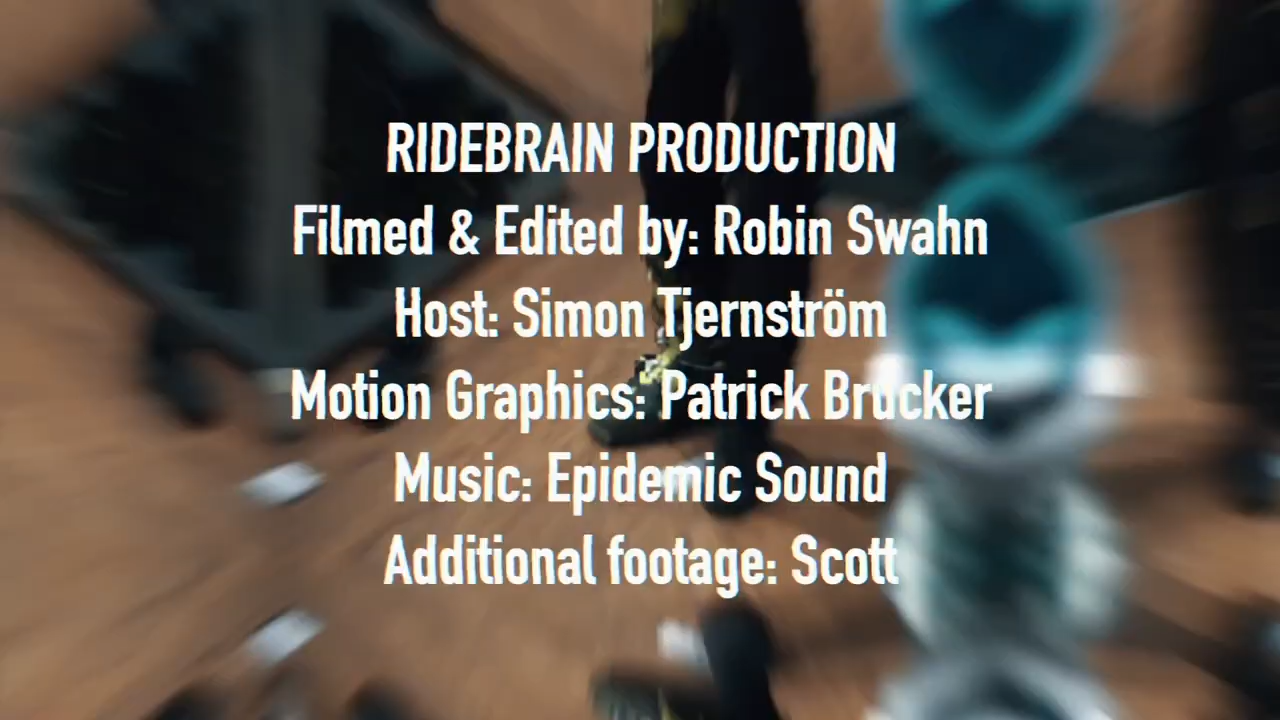 RIDEBRAIN PRODUCTION
Filmed & Edited by: Robin Swahn
Host: Simon Tjernström
Motion Graphics: Patrick Brucker
Music: Epidemic Sound
Additional footage: Scott